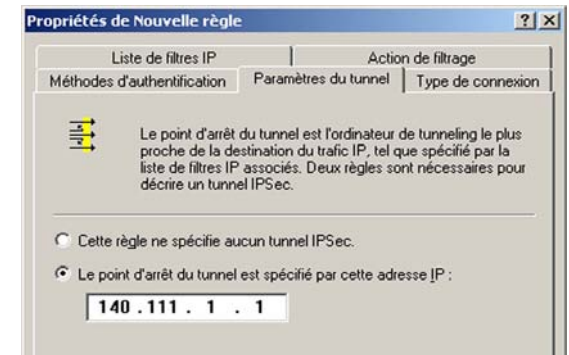 Propriétés de Nouvelle règle
Liste de filtres IP
Action de filtrage
Méthodes d'authentification
Paramètres du tunnel
Type de connexion
Le point d'arrêt du tunnel est l'ordinateur de tunneling le plus
proche de la destination du trafic IP, tel que spécifié par la
liste de filtres IP associés. Deux règles sont nécessaires pour
décrire un tunnel IPSec.
Cette règle ne spécifie aucun tunnel IPSec.
Le point d'arrêt du tunnel est spécifié par cette adresse IP :
140 . 111 . 1 . 1